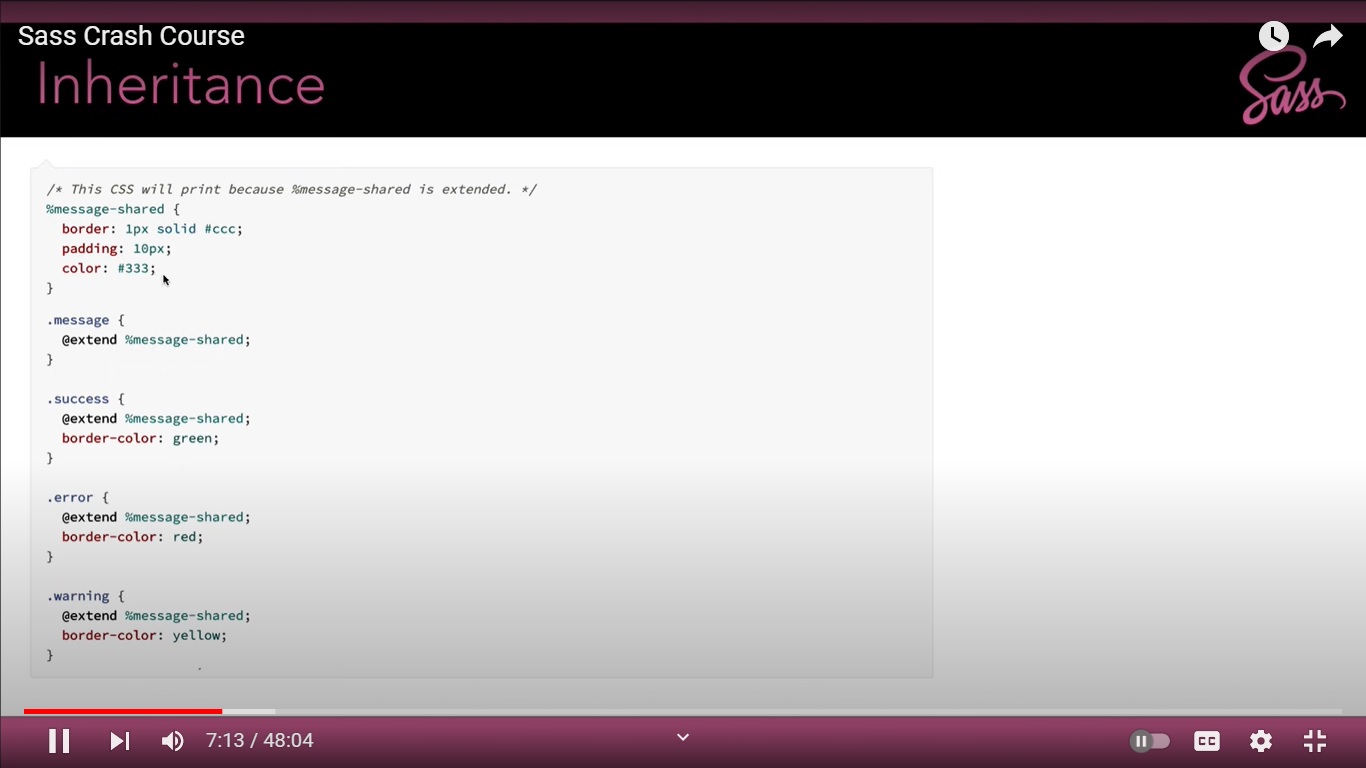 Sass Crash Course
Inheritance
Sass
/* This CSS will print because %message-shared is extended. */
%message-shared {
  border: 1px solid #ccc;
  padding: 10px;
  color: #333;
}
.message {
  @extend %message-shared;
}
.success {
  @extend %message-shared;
  border-color: green;
}
.error {
  @extend %message-shared;
  border-color: red;
}
.warning {
  @extend %message-shared;
  border-color: yellow;
}
7:13 / 48:04
CC